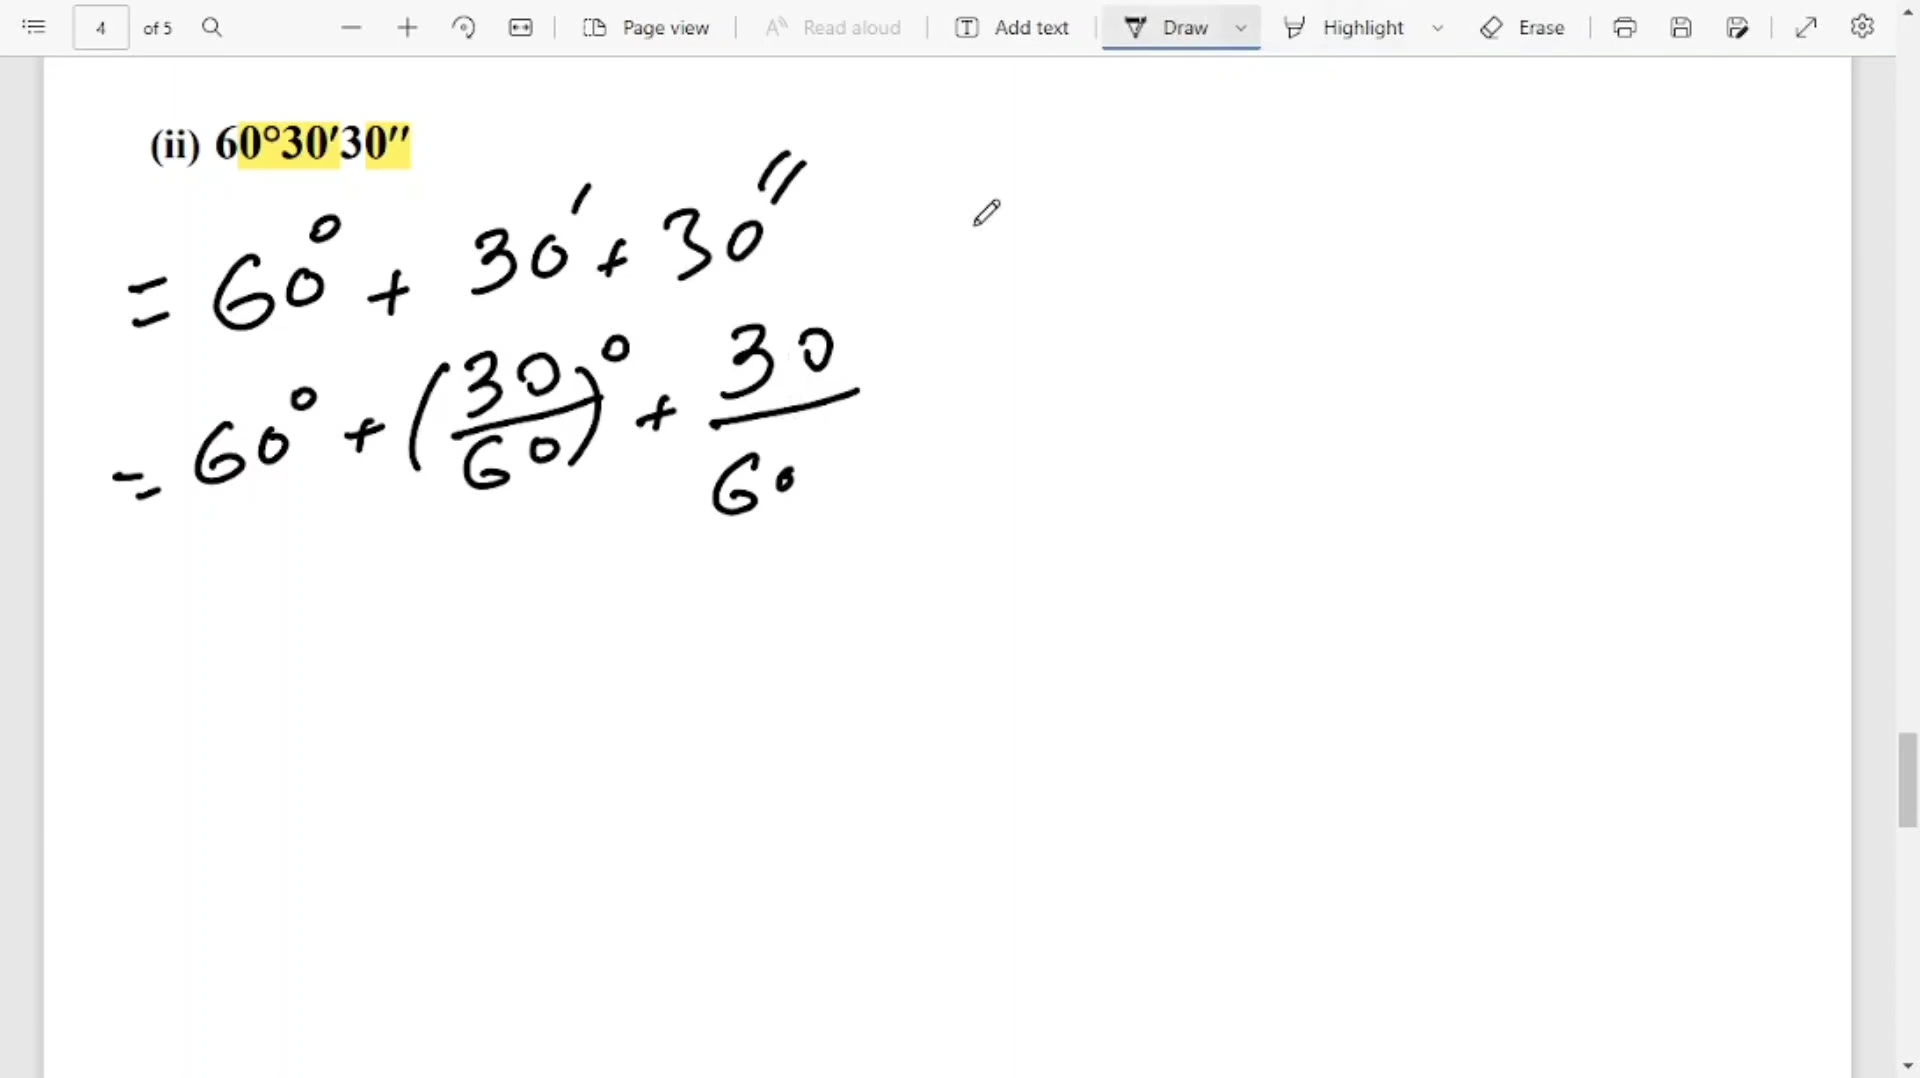 4 of 5 Page view Read aloud Add text Draw Highlight Erase
(ii) 60°30′30″
= 60° + 30′ + 30″
= 60° + (30/60)° + 30/60